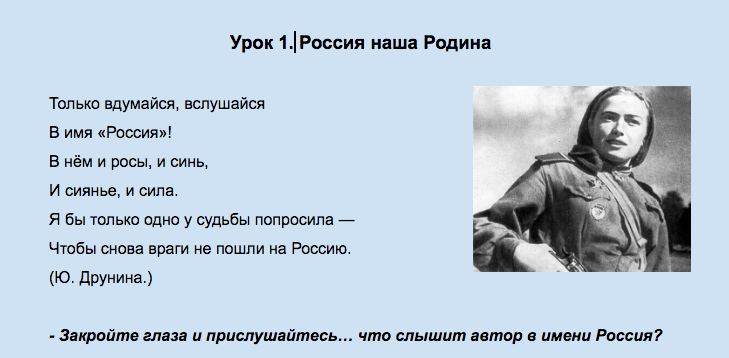 Урок 1. Россия наша Родина
Только вдумайся, вслушайся
В имя «Россия»!
В нём и росы, и синь,
И сиянье, и сила.
Я бы только одно у судьбы попросила —
Чтобы снова враги не пошли на Россию.
(Ю. Друнина.)
- Закройте глаза и прислушайтесь… что слышит автор в имени Россия?